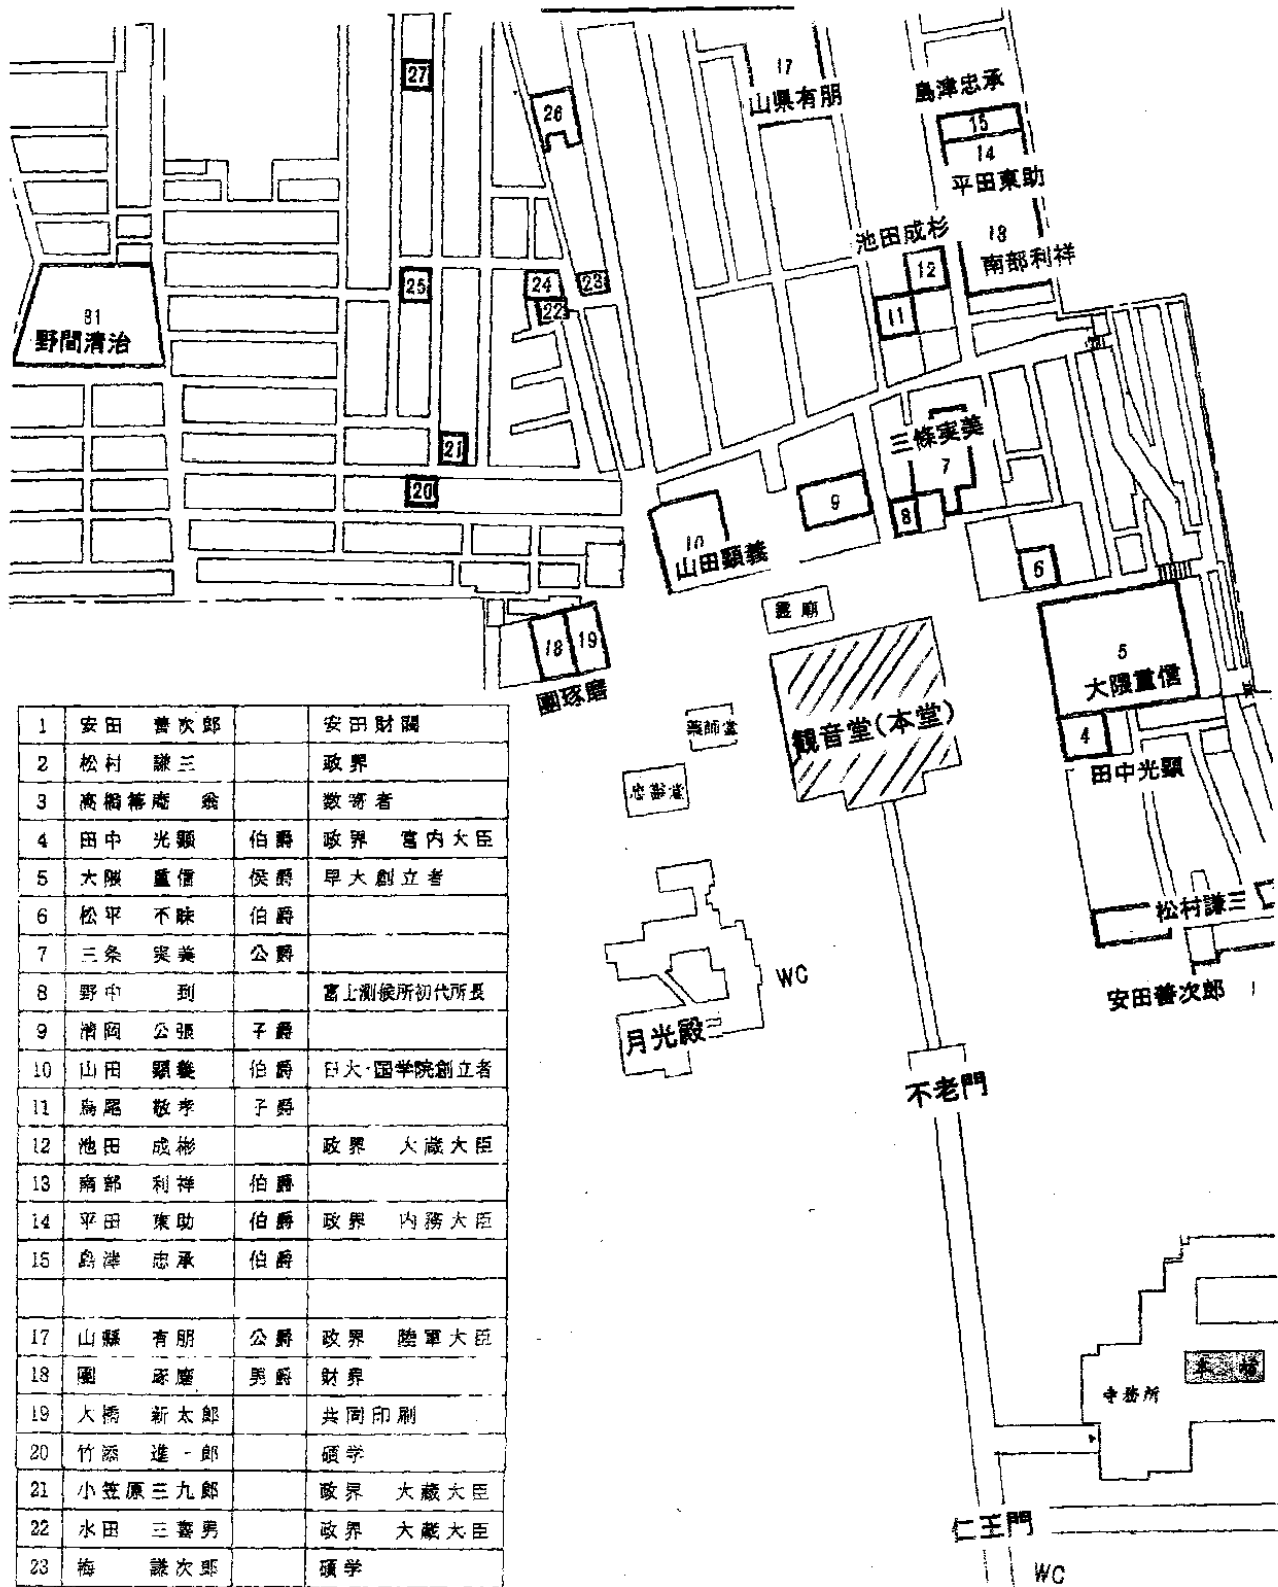 27
26
17
山県有朋
島津忠承
15
14
平田東助
池田成杉
12
13
南部利祥
25
24
23
22
11
31
野間清治
三條実美
7
21
20
9
8
10
山田顕義
6
霊廟
18
19
團琢磨
5
大隈重信
薬師堂
観音堂(本堂)
4
田中光顕
松村謙三
安田善次郎
1
WC
月光殿
不老門
寺務所
仁王門
WC
1 安田 善次郎 安田財閥
2 松村 謙三 政界
3 高橋箒庵 翁 数寄者
4 田中 光顕 伯爵 政界 宮内大臣
5 大隈 重信 侯爵 早大創立者
6 松平 不昧 伯爵
7 三条 実美 公爵
8 野中 到 富士測候所初代所長
9 清岡 公張 子爵
10 山田 顕義 伯爵 日大・国学院創立者
11 鳥尾 敬孝 子爵
12 池田 成彬 政界 大蔵大臣
13 南部 利祥 伯爵
14 平田 東助 伯爵 政界 内務大臣
15 島津 忠承 伯爵
17 山縣 有朋 公爵 政界 陸軍大臣
18 團 琢磨 男爵 財界
19 大橋 新太郎 共同印刷
20 竹添 進一郎 碩学
21 小笠原三九郎 政界 大蔵大臣
22 水田 三喜男 政界 大蔵大臣
23 梅 謙次郎 碩学